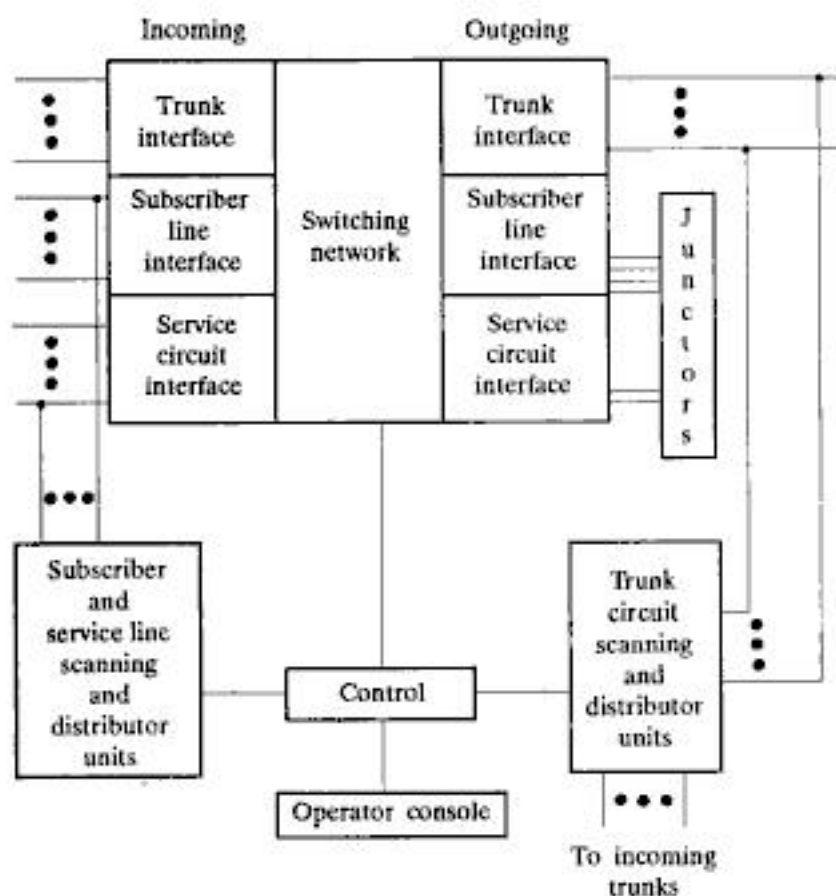 Incoming
Outgoing
Trunk
interface
Subscriber
line
interface
Service
circuit
interface
Switching
network
Trunk
interface
Subscriber
line
interface
Service
circuit
interface
J
u
n
c
t
o
r
s
Subscriber
and
service line
scanning
and
distributor
units
Control
Operator console
Trunk
circuit
scanning
and
distributor
units
To incoming
trunks